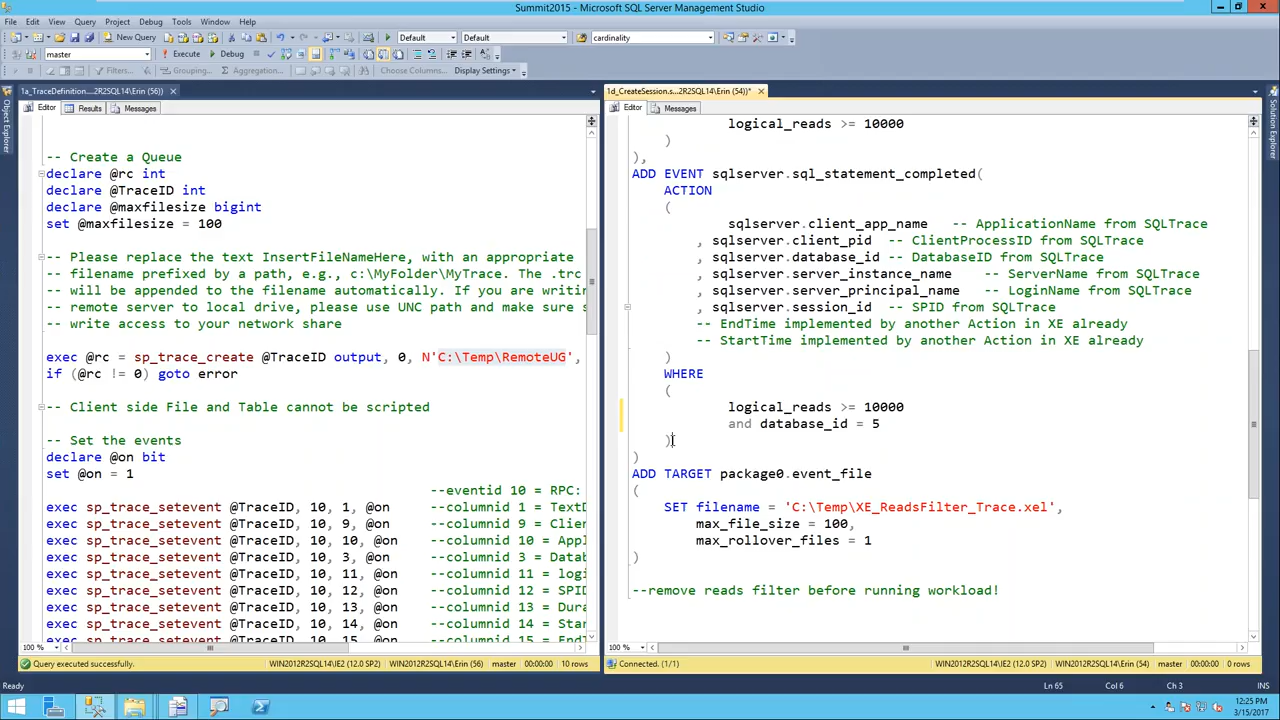 Summit2015 - Microsoft SQL Server Management Studio
File Edit View Query Project Debug Tools Window Help
New Query Default Default cardinality
master Execute Debug
Filters... Grouping... Aggregation... Choose Columns... Display Settings
Object Explorer
1a_TraceDefinition....2R2SQL14\Erin (56))
Editor Results Messages
-- Create a Queue
declare @rc int
declare @TraceID int
declare @maxfilesize bigint
set @maxfilesize = 100
-- Please replace the text InsertFileNameHere, with an appropriate
-- filename prefixed by a path, e.g., c:\MyFolder\MyTrace. The .trc
-- will be appended to the filename automatically. If you are writin
-- remote server to local drive, please use UNC path and make sure s
-- write access to your network share
exec @rc = sp_trace_create @TraceID output, 0, N'C:\Temp\RemoteUG',
if (@rc != 0) goto error
-- Client side File and Table cannot be scripted
-- Set the events
declare @on bit
set @on = 1
--eventid 10 = RPC:
exec sp_trace_setevent @TraceID, 10, 1, @on --columnid 1 = TextD
exec sp_trace_setevent @TraceID, 10, 9, @on --columnid 9 = Clien
exec sp_trace_setevent @TraceID, 10, 10, @on --columnid 10 = Appl
exec sp_trace_setevent @TraceID, 10, 3, @on --columnid 3 = Datab
exec sp_trace_setevent @TraceID, 10, 11, @on --columnid 11 = logi
exec sp_trace_setevent @TraceID, 10, 12, @on --columnid 12 = SPID
exec sp_trace_setevent @TraceID, 10, 13, @on --columnid 13 = Dura
exec sp_trace_setevent @TraceID, 10, 14, @on --columnid 14 = Star
exec sp_trace_setevent @TraceID, 10, 15, @on --columnid 15 = EndT
100 %
Query executed successfully. WIN2012R2SQL14\IE2 (12.0 SP2) WIN2012R2SQL14\Erin (56) master 00:00:00 10 rows
1d_CreateSession.s...2R2SQL14\Erin (54))*
Editor Messages
logical_reads >= 10000
)
),
ADD EVENT sqlserver.sql_statement_completed(
ACTION
(
sqlserver.client_app_name -- ApplicationName from SQLTrace
, sqlserver.client_pid -- ClientProcessID from SQLTrace
, sqlserver.database_id -- DatabaseID from SQLTrace
, sqlserver.server_instance_name -- ServerName from SQLTrace
, sqlserver.server_principal_name -- LoginName from SQLTrace
, sqlserver.session_id -- SPID from SQLTrace
-- EndTime implemented by another Action in XE already
-- StartTime implemented by another Action in XE already
)
WHERE
(
logical_reads >= 10000
and database_id = 5
)
)
ADD TARGET package0.event_file
(
SET filename = 'C:\Temp\XE_ReadsFilter_Trace.xel',
max_file_size = 100,
max_rollover_files = 1
)
--remove reads filter before running workload!
100 %
Connected. (1/1) WIN2012R2SQL14\IE2 (12.0 SP2) WIN2012R2SQL14\Erin (54) master 00:00:00 0 rows
Solution Explorer
Ready Ln 65 Col 6 Ch 3 INS
12:25 PM
3/15/2017